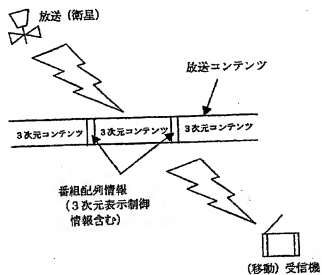 放送(衛星)
放送コンテンツ
3次元コンテンツ 3次元コンテンツ 3次元コンテンツ
番組配列情報
(3次元表示制御
情報含む)
(移動)受信機